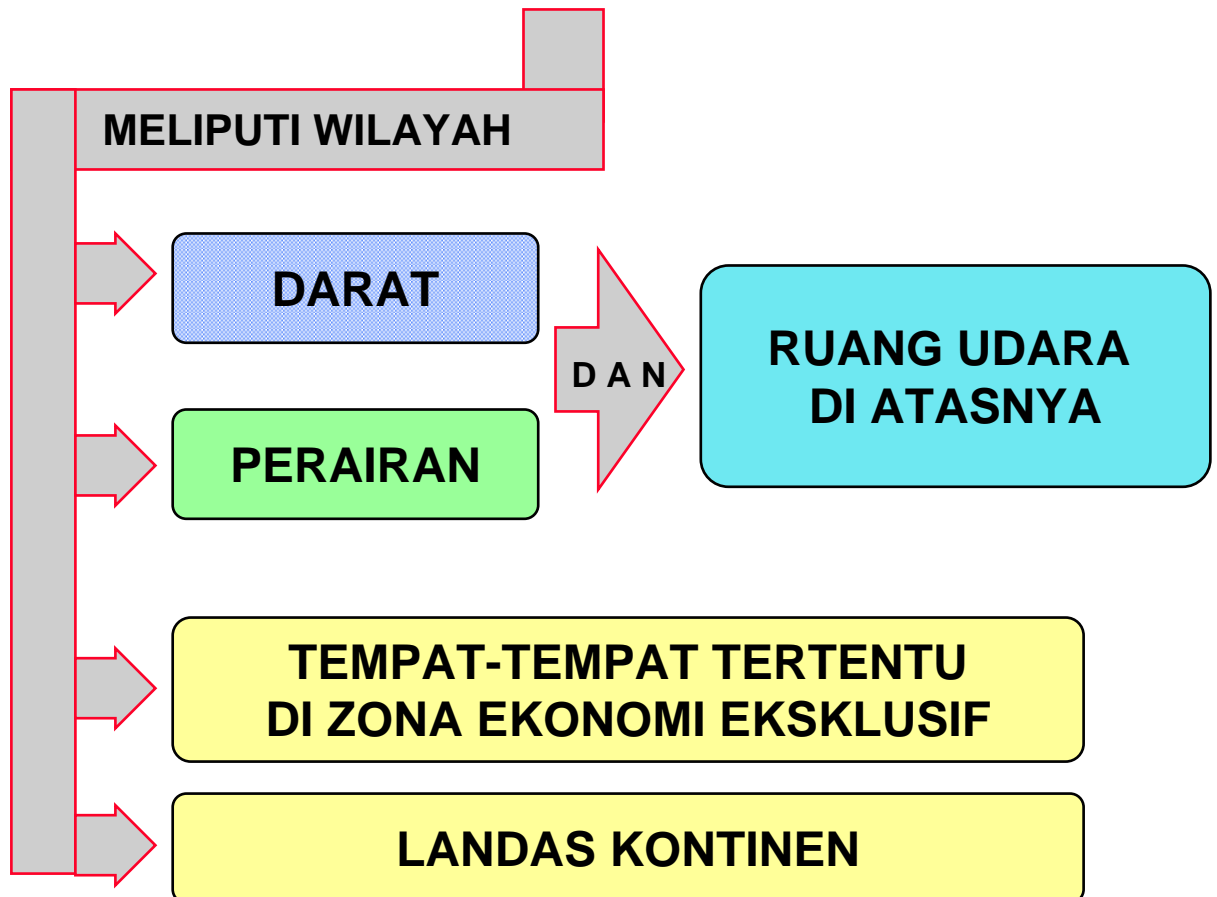 MELIPUTI WILAYAH
DARAT
D A N
RUANG UDARA
DI ATASNYA
PERAIRAN
TEMPAT-TEMPAT TERTENTU
DI ZONA EKONOMI EKSKLUSIF
LANDAS KONTINEN